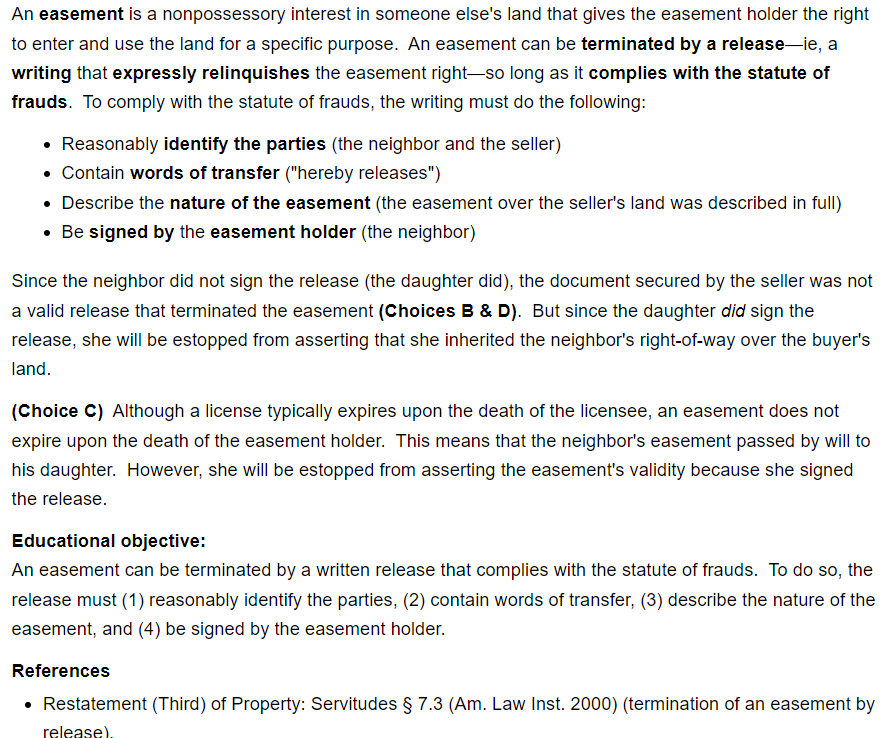 An easement is a nonpossessory interest in someone else's land that gives the easement holder the right
to enter and use the land for a specific purpose.  An easement can be terminated by a release—ie, a
writing that expressly relinquishes the easement right—so long as it complies with the statute of
frauds.  To comply with the statute of frauds, the writing must do the following:
• Reasonably identify the parties (the neighbor and the seller)
• Contain words of transfer ("hereby releases")
• Describe the nature of the easement (the easement over the seller's land was described in full)
• Be signed by the easement holder (the neighbor)
Since the neighbor did not sign the release (the daughter did), the document secured by the seller was not
a valid release that terminated the easement (Choices B & D).  But since the daughter did sign the
release, she will be estopped from asserting that she inherited the neighbor's right-of-way over the buyer's
land.
(Choice C)  Although a license typically expires upon the death of the licensee, an easement does not
expire upon the death of the easement holder.  This means that the neighbor's easement passed by will to
his daughter.  However, she will be estopped from asserting the easement's validity because she signed
the release.
Educational objective:
An easement can be terminated by a written release that complies with the statute of frauds.  To do so, the
release must (1) reasonably identify the parties, (2) contain words of transfer, (3) describe the nature of the
easement, and (4) be signed by the easement holder.
References
• Restatement (Third) of Property: Servitudes § 7.3 (Am. Law Inst. 2000) (termination of an easement by
release).